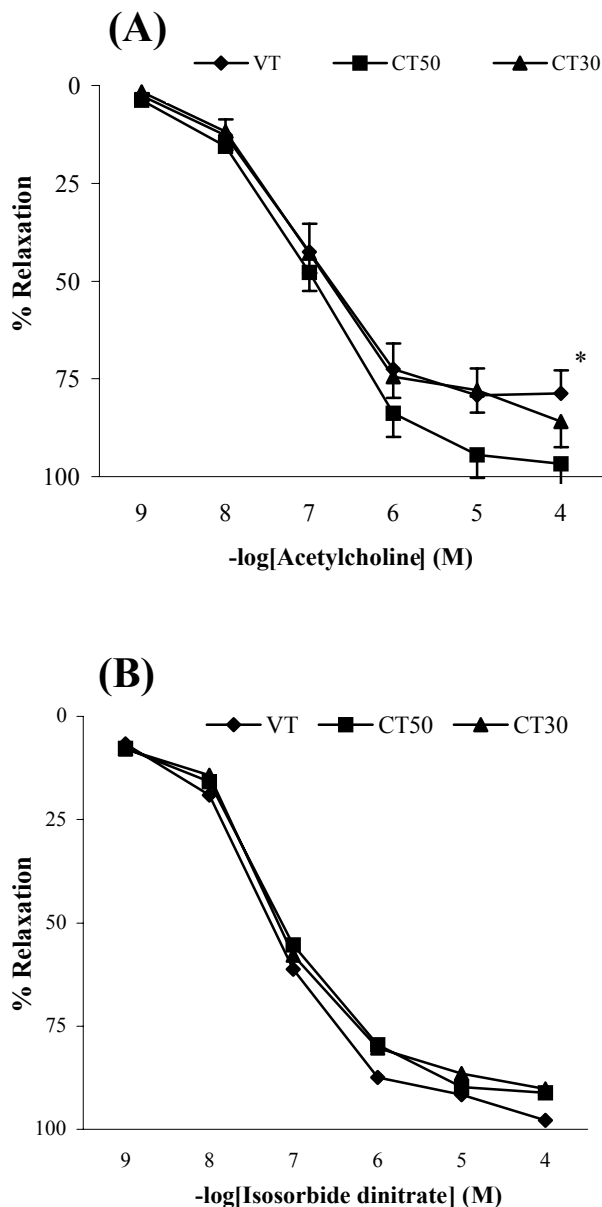 (A)
VT CT50 CT30
0
25
50
75
100
% Relaxation
*
9 8 7 6 5 4
-log[Acetylcholine] (M)
(B)
VT CT50 CT30
0
25
50
75
100
% Relaxation
9 8 7 6 5 4
-log[Isosorbide dinitrate] (M)